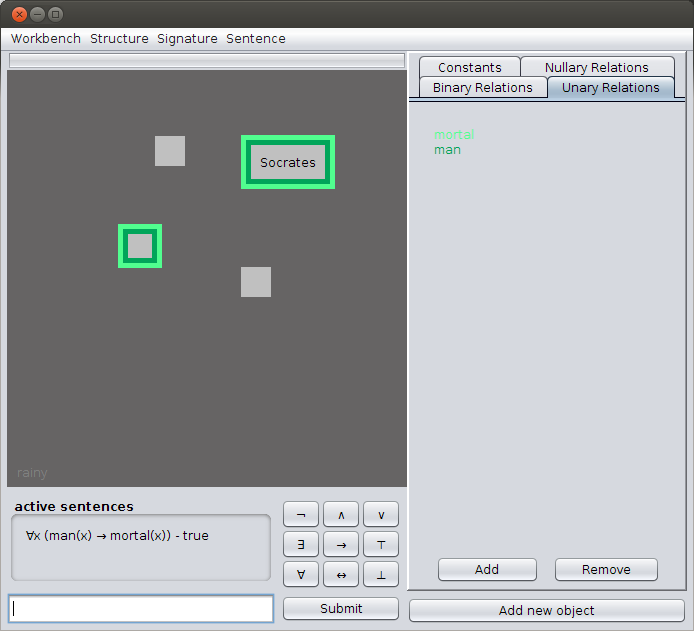 Workbench Structure Signature Sentence
Constants Nullary Relations
Binary Relations Unary Relations
mortal
man
Socrates
rainy
active sentences
∀x (man(x) → mortal(x)) - true
¬ ∧ ∨
∃ → ⊤
∀ ↔ ⊥
Submit
Add Remove
Add new object